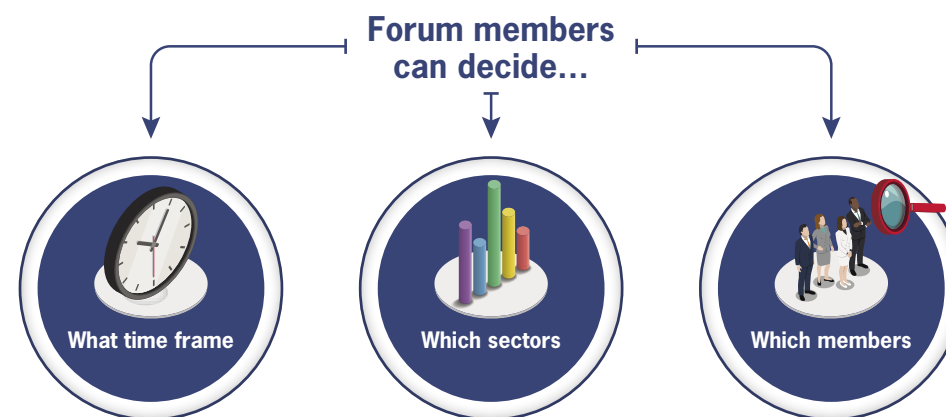 Forum members
can decide…
What time frame
Which sectors
Which members